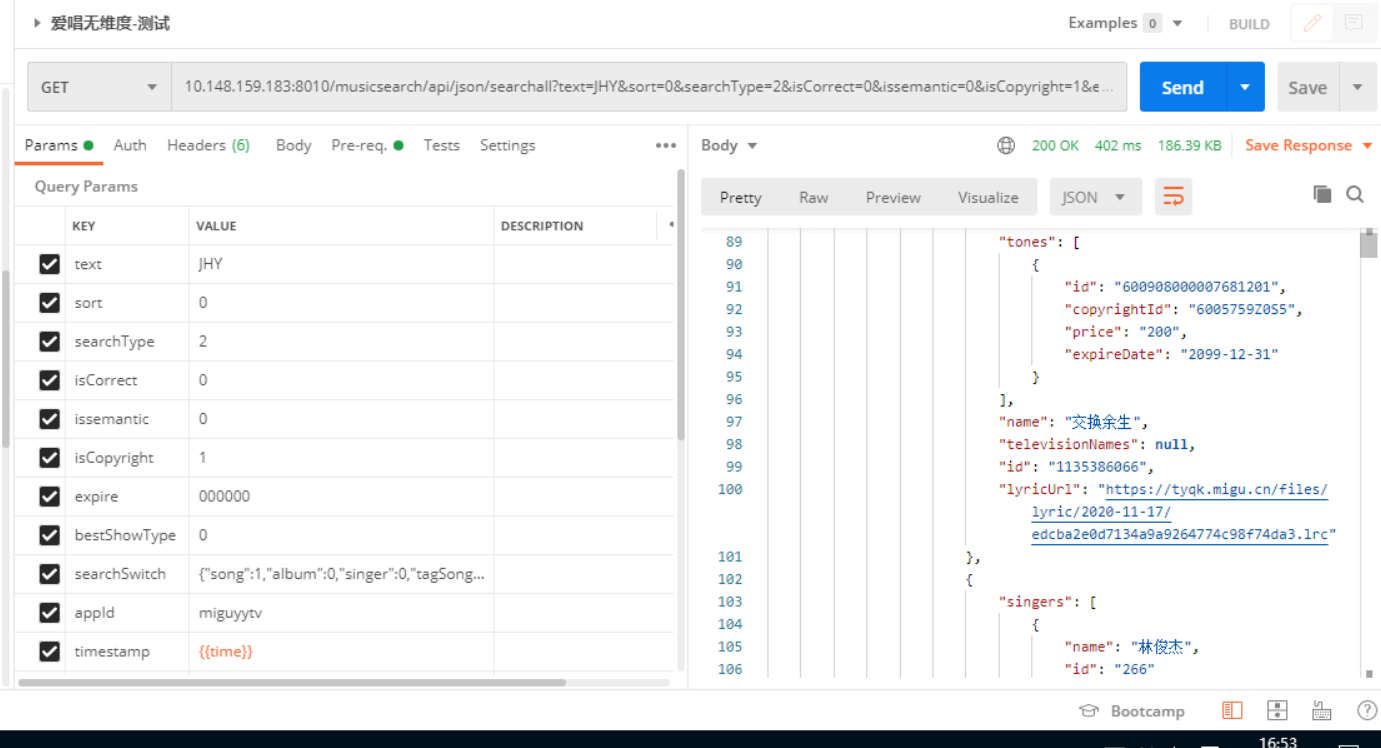 爱唱无维度-测试
Examples 0
BUILD
GET
10.148.159.183:8010/musicsearch/api/json/searchall?text=JHY&sort=0&searchType=2&isCorrect=0&issemantic=0&isCopyright=1&e...
Send
Save
Params Auth Headers (6) Body Pre-req. Tests Settings
Body
200 OK 402 ms 186.39 KB Save Response
Query Params
Pretty Raw Preview Visualize JSON
KEY VALUE DESCRIPTION
text JHY
sort 0
searchType 2
isCorrect 0
issemantic 0
isCopyright 1
expire 000000
bestShowType 0
searchSwitch {"song":1,"album":0,"singer":0,"tagSong...
appId miguyytv
timestamp {{time}}
89 "tones": [
90 {
91 "id": "600908000007681201",
92 "copyrightId": "6005759Z0S5",
93 "price": "200",
94 "expireDate": "2099-12-31"
95 }
96 ],
97 "name": "交换余生",
98 "televisionNames": null,
99 "id": "1135386066",
100 "lyricUrl": "https://tyqk.migu.cn/files/
lyric/2020-11-17/
edcba2e0d7134a9a9264774c98f74da3.lrc"
101 },
102 {
103 "singers": [
104 {
105 "name": "林俊杰",
106 "id": "266"
Bootcamp
16:53